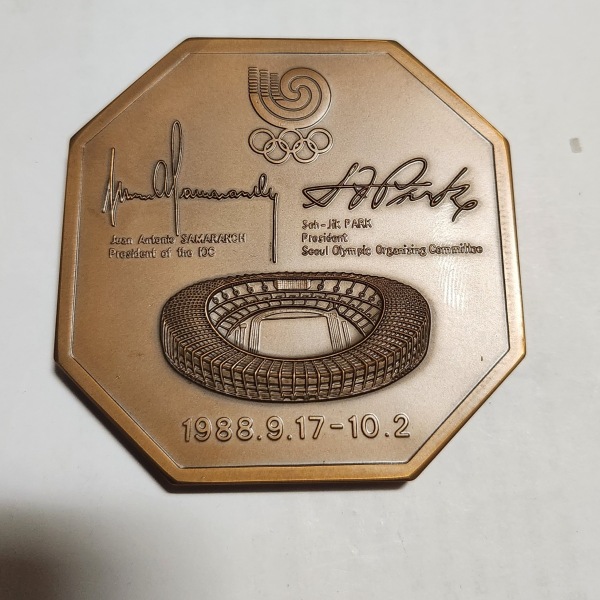 Juan Antonio SAMARANCH
President of the IOC
S J Park
Seh-Jik PARK
President
Seoul Olympic Organizing Committee
1988.9.17-10.2